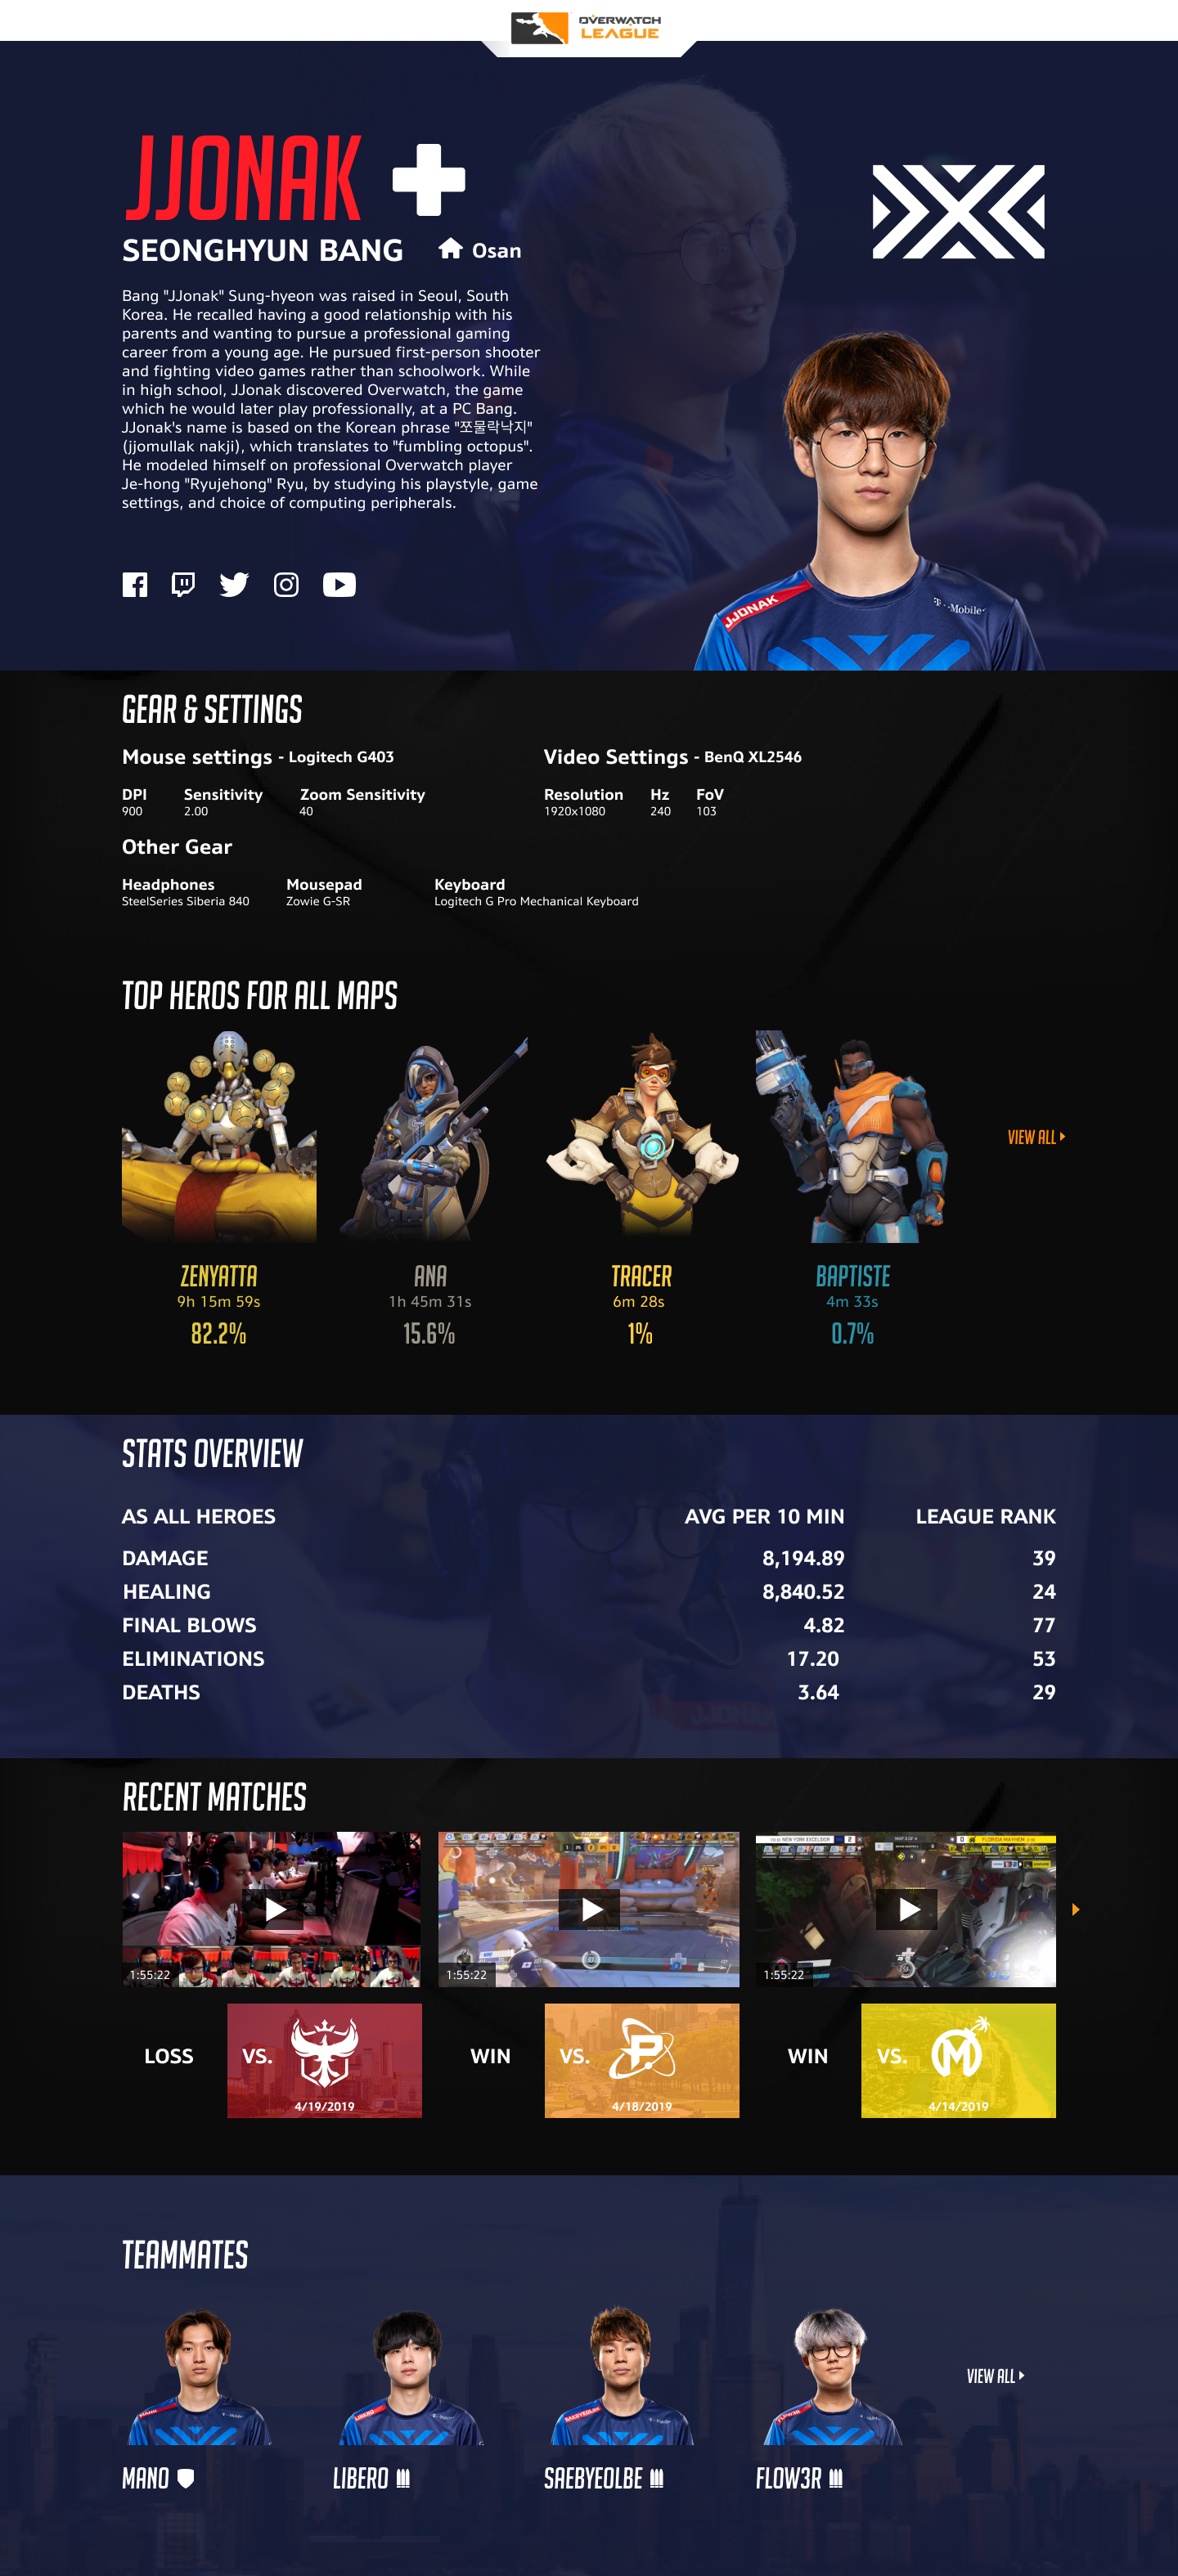 OVERWATCH
LEAGUE
JJONAK
SEONGHYUN BANG
Osan
Bang "JJonak" Sung-hyeon was raised in Seoul, South
Korea. He recalled having a good relationship with his
parents and wanting to pursue a professional gaming
career from a young age. He pursued first-person shooter
and fighting video games rather than schoolwork. While
in high school, JJonak discovered Overwatch, the game
which he would later play professionally, at a PC Bang.
JJonak's name is based on the Korean phrase "쪼물락낙지"
(jjomullak nakji), which translates to "fumbling octopus".
He modeled himself on professional Overwatch player
Je-hong "Ryujehong" Ryu, by studying his playstyle, game
settings, and choice of computing peripherals.
JJONAK
T··Mobile·
GEAR & SETTINGS
Mouse settings - Logitech G403
DPI Sensitivity Zoom Sensitivity
900 2.00 40
Video Settings - BenQ XL2546
Resolution Hz FoV
1920x1080 240 103
Other Gear
Headphones Mousepad Keyboard
SteelSeries Siberia 840 Zowie G-SR Logitech G Pro Mechanical Keyboard
TOP HEROS FOR ALL MAPS
VIEW ALL
ZENYATTA ANA TRACER BAPTISTE
9h 15m 59s 1h 45m 31s 6m 28s 4m 33s
82.2% 15.6% 1% 0.7%
STATS OVERVIEW
AS ALL HEROES AVG PER 10 MIN LEAGUE RANK
DAMAGE 8,194.89 39
HEALING 8,840.52 24
FINAL BLOWS 4.82 77
ELIMINATIONS 17.20 53
DEATHS 3.64 29
RECENT MATCHES
NEW YORK EXCELSIOR 2 MAP 3 OF 4 0 FLORIDA MAYHEM
1:55:22 1:55:22 1:55:22
LOSS VS. WIN VS. WIN VS.
4/19/2019 4/18/2019 4/14/2019
TEAMMATES
VIEW ALL
MANO LIBERO SAEBYEOLBE FLOW3R